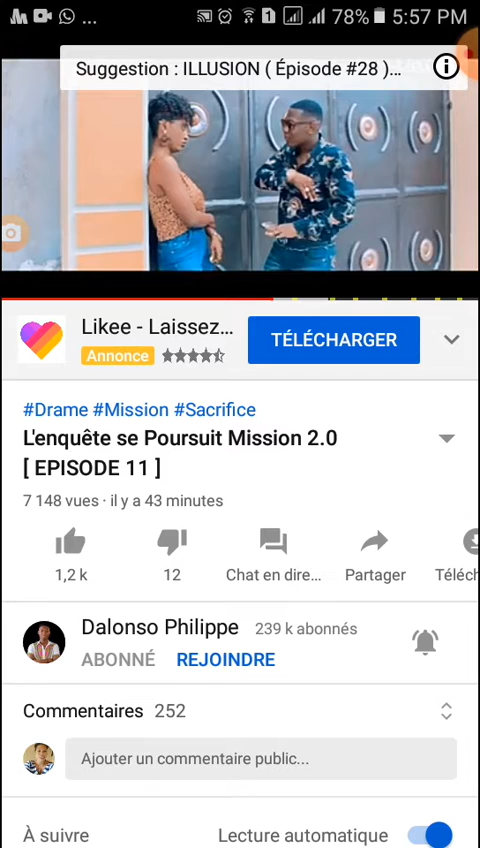 ... 1 78% 5:57 PM
Suggestion : ILLUSION ( Épisode #28 )...
Likee - Laissez...
Annonce
TÉLÉCHARGER
#Drame #Mission #Sacrifice
L'enquête se Poursuit Mission 2.0
[ EPISODE 11 ]
7 148 vues · il y a 43 minutes
1,2 k 12 Chat en dire... Partager Téléch
Dalonso Philippe 239 k abonnés
ABONNÉ REJOINDRE
Commentaires 252
Ajouter un commentaire public...
À suivre Lecture automatique